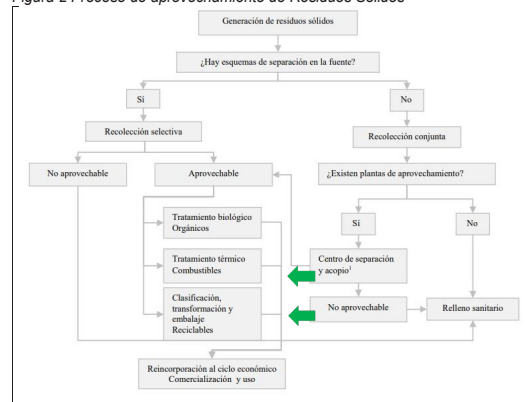 Figura 2 Proceso de aprovechamiento de Residuos Sólidos
Generación de residuos sólidos
¿Hay esquemas de separación en la fuente?
Sí
No
Recolección selectiva
Recolección conjunta
No aprovechable
Aprovechable
¿Existen plantas de aprovechamiento?
Tratamiento biológico
Orgánicos
Sí
No
Tratamiento térmico
Combustibles
Centro de separación
y acopio¹
Clasificación,
transformación y
embalaje
Reciclables
No aprovechable
Relleno sanitario
Reincorporación al ciclo económico
Comercialización y uso